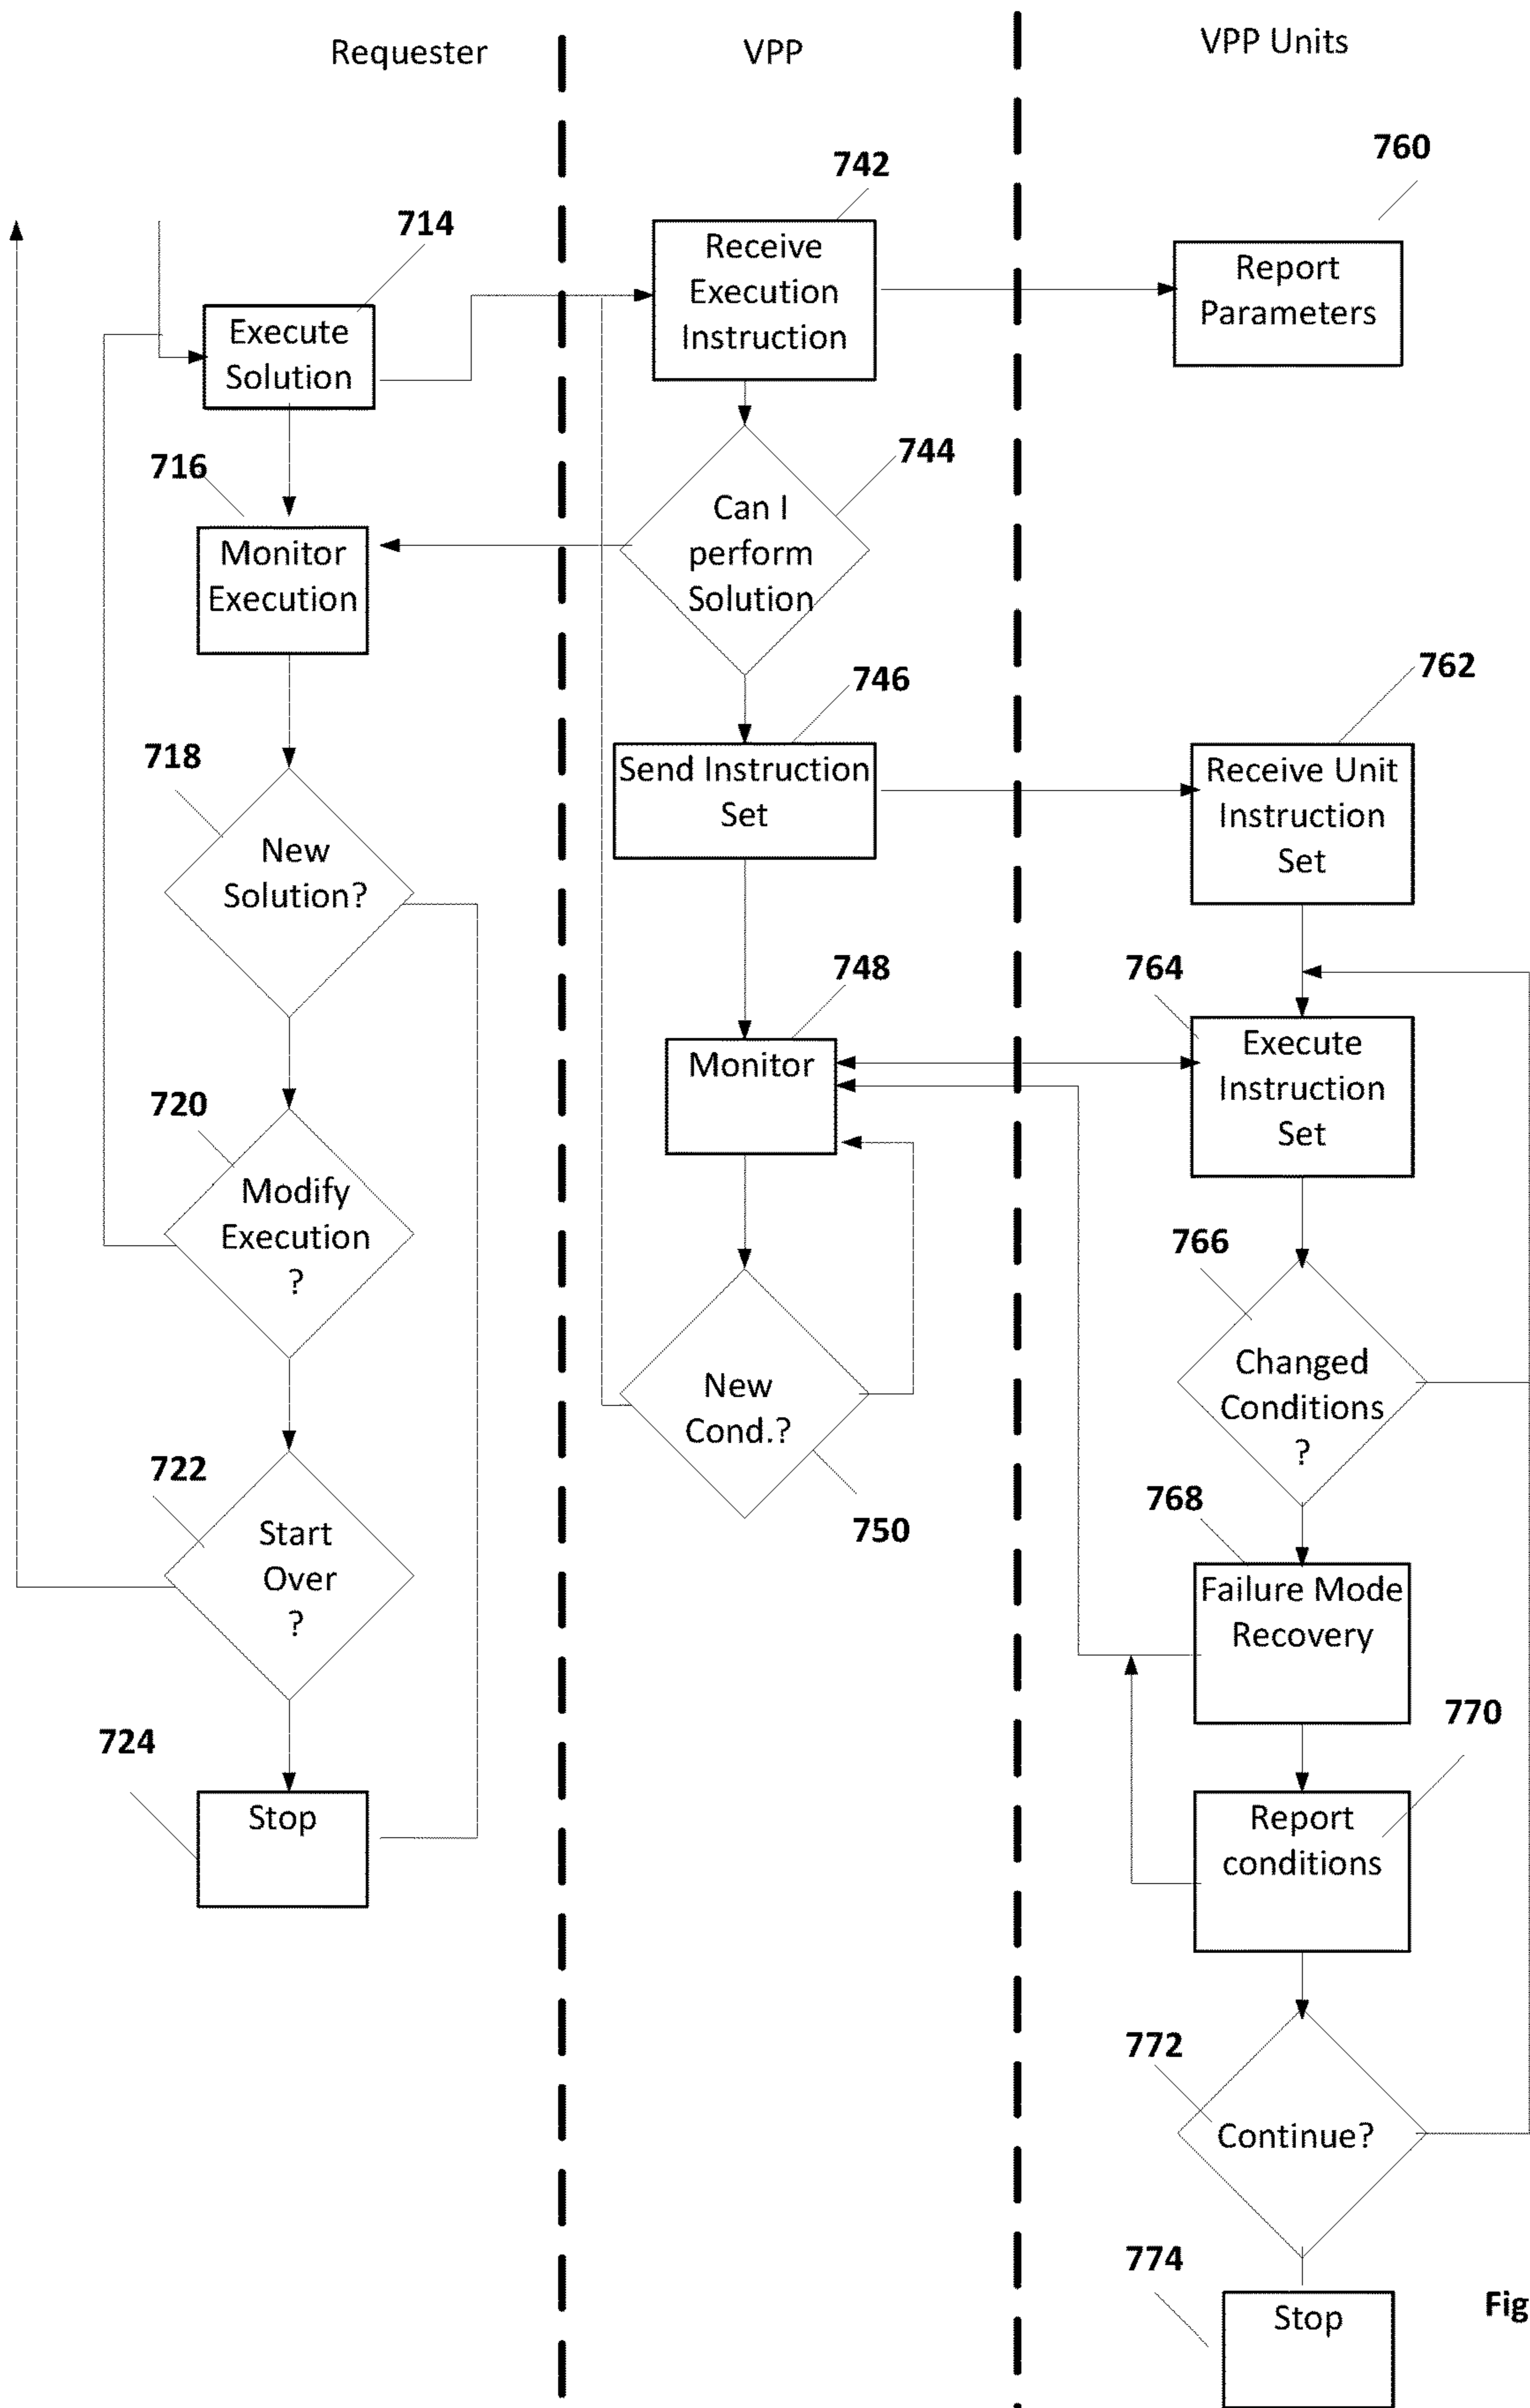 Requester
VPP
VPP Units
760
742
714
Receive
Execution
Instruction
Report
Parameters
Execute
Solution
716
744
Can I
perform
Solution
Monitor
Execution
746
762
718
Send Instruction
Set
Receive Unit
Instruction
Set
New
Solution?
748
764
Monitor
Execute
Instruction
Set
720
Modify
Execution
?
766
Changed
Conditions
?
New
Cond.?
722
750
768
Start
Over
?
Failure Mode
Recovery
770
724
Stop
Report
conditions
772
Continue?
774
Stop
Fig